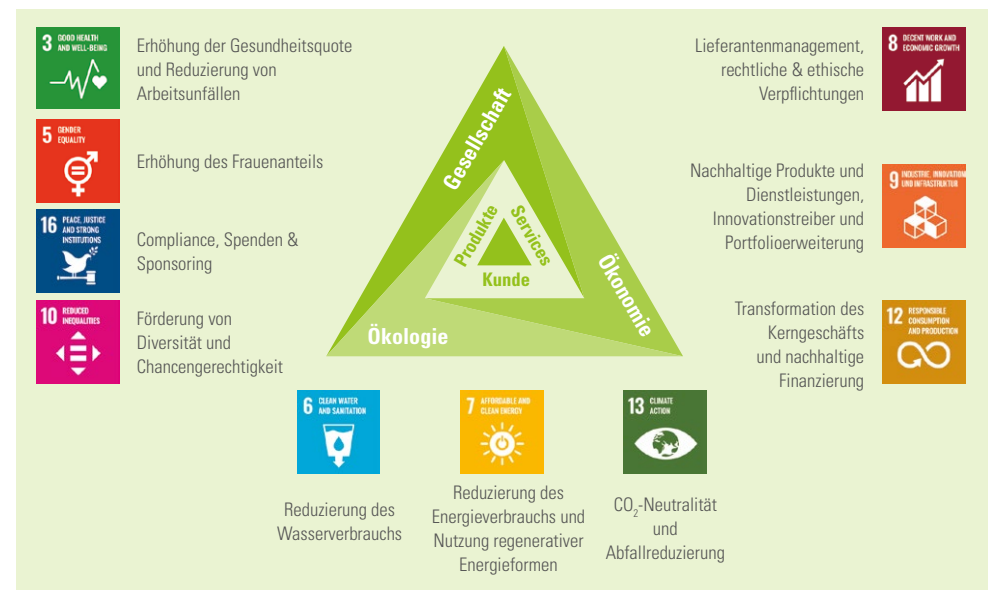 3 GOOD HEALTH
AND WELL-BEING
Erhöhung der Gesundheitsquote
und Reduzierung von
Arbeitsunfällen
5 GENDER
EQUALITY
Erhöhung des Frauenanteils
16 PEACE, JUSTICE
AND STRONG
INSTITUTIONS
Compliance, Spenden &
Sponsoring
10 REDUCED
INEQUALITIES
Förderung von
Diversität und
Chancengerechtigkeit
Gesellschaft
Ökonomie
Ökologie
Produkte
Services
Kunde
Lieferantenmanagement,
rechtliche & ethische
Verpflichtungen
8 DECENT WORK AND
ECONOMIC GROWTH
Nachhaltige Produkte und
Dienstleistungen,
Innovationstreiber und
Portfolioerweiterung
9 INDUSTRIE, INNOVATION
UND INFRASTRUKTUR
Transformation des
Kerngeschäfts
und nachhaltige
Finanzierung
12 RESPONSIBLE
CONSUMPTION
AND PRODUCTION
6 CLEAN WATER
AND SANITATION
Reduzierung des
Wasserverbrauchs
7 AFFORDABLE AND
CLEAN ENERGY
Reduzierung des
Energieverbrauchs und
Nutzung regenerativer
Energieformen
13 CLIMATE
ACTION
CO₂-Neutralität
und
Abfallreduzierung